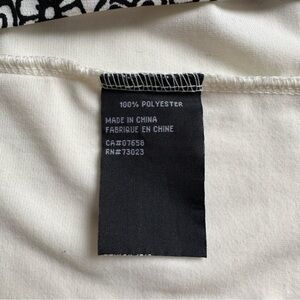 100% POLYESTER
MADE IN CHINA
FABRIQUE EN CHINE
CA#07658
RN#73023